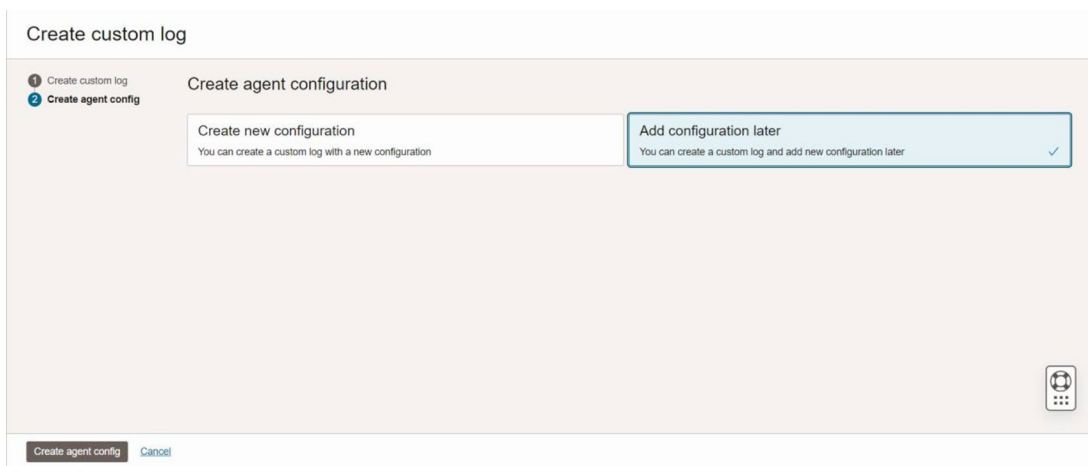 Create custom log
1 Create custom log
2 Create agent config
Create agent configuration
Create new configuration
You can create a custom log with a new configuration
Add configuration later
You can create a custom log and add new configuration later
Create agent config
Cancel